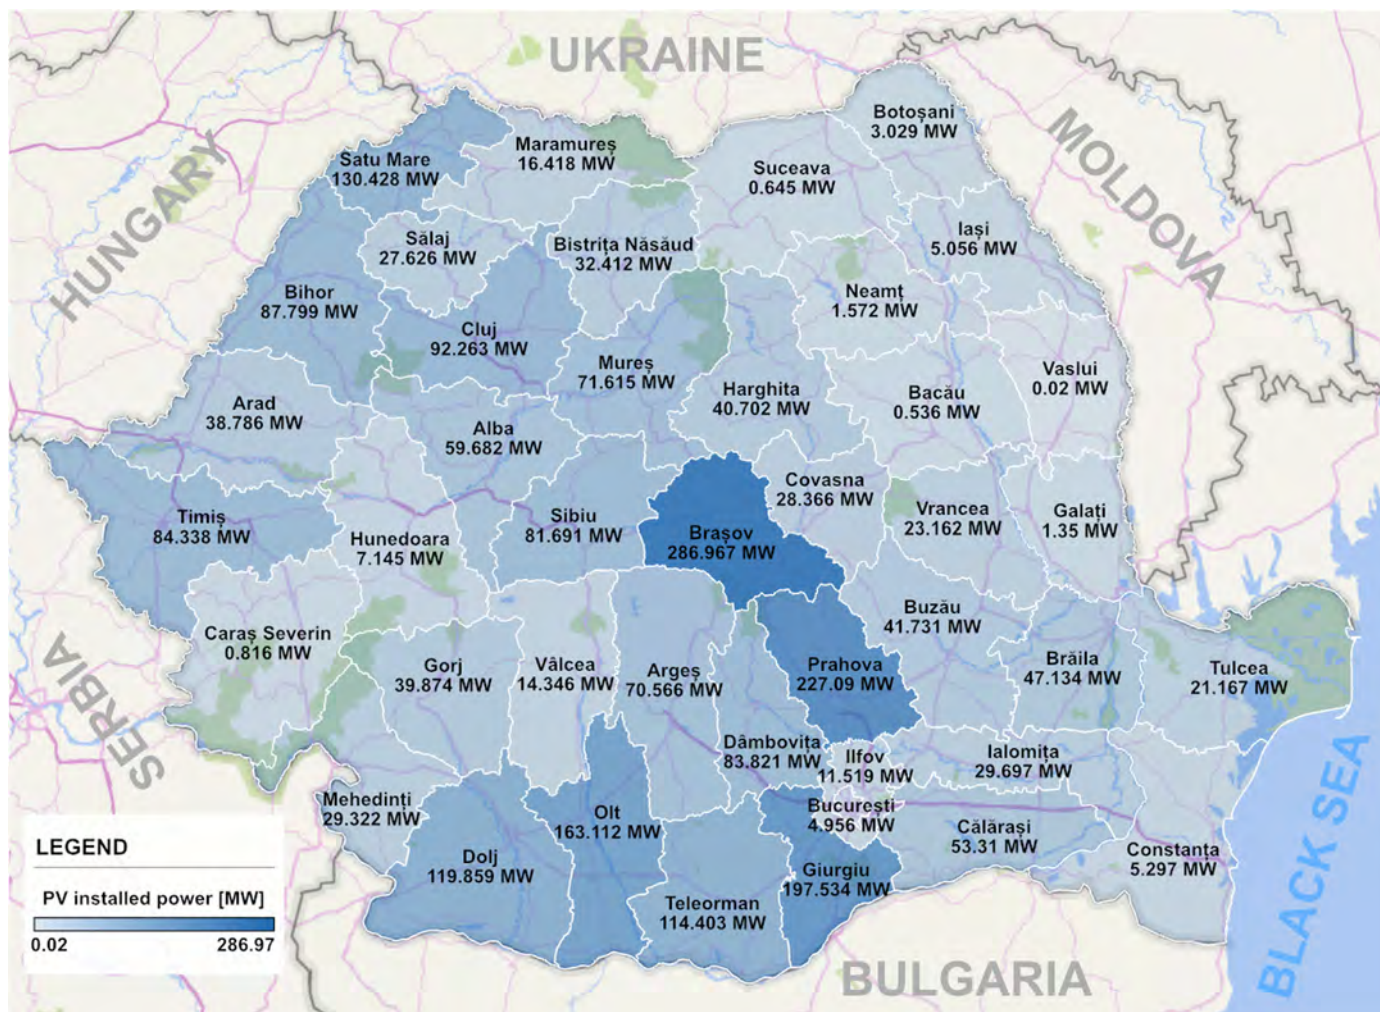 UKRAINE
HUNGARY
MOLDOVA
SERBIA
BULGARIA
BLACK SEA
Botoșani
3.029 MW
Maramureș
16.418 MW
Satu Mare
130.428 MW
Suceava
0.645 MW
Iași
5.056 MW
Sălaj
27.626 MW
Bistrița Năsăud
32.412 MW
Bihor
87.799 MW
Neamț
1.572 MW
Cluj
92.263 MW
Mureș
71.615 MW
Harghita
40.702 MW
Bacău
0.536 MW
Vaslui
0.02 MW
Arad
38.786 MW
Alba
59.682 MW
Covasna
28.366 MW
Timiș
84.338 MW
Hunedoara
7.145 MW
Sibiu
81.691 MW
Brașov
286.967 MW
Vrancea
23.162 MW
Galați
1.35 MW
Caraș Severin
0.816 MW
Gorj
39.874 MW
Vâlcea
14.346 MW
Argeș
70.566 MW
Prahova
227.09 MW
Buzău
41.731 MW
Brăila
47.134 MW
Tulcea
21.167 MW
Dâmbovița
83.821 MW
Ilfov
11.519 MW
Ialomița
29.697 MW
Mehedinți
29.322 MW
Olt
163.112 MW
București
4.956 MW
Călărași
53.31 MW
Constanța
5.297 MW
Dolj
119.859 MW
Teleorman
114.403 MW
Giurgiu
197.534 MW
LEGEND
PV installed power [MW]
0.02 286.97